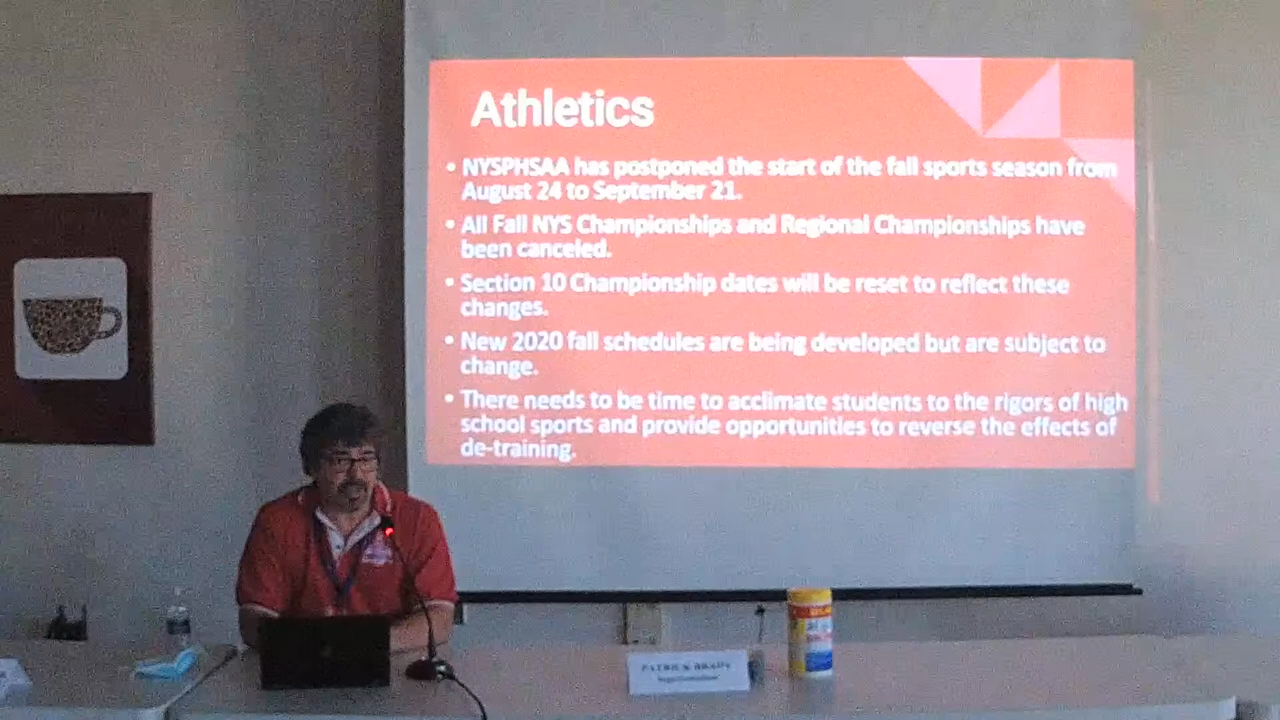 Athletics
• NYSPHSAA has postponed the start of the fall sports season from
August 24 to September 21.
• All Fall NYS Championships and Regional Championships have
been canceled.
• Section 10 Championship dates will be reset to reflect these
changes.
• New 2020 fall schedules are being developed but are subject to
change.
• There needs to be time to acclimate students to the rigors of high
school sports and provide opportunities to reverse the effects of
de-training.
PATRICK BRADY
Superintendent